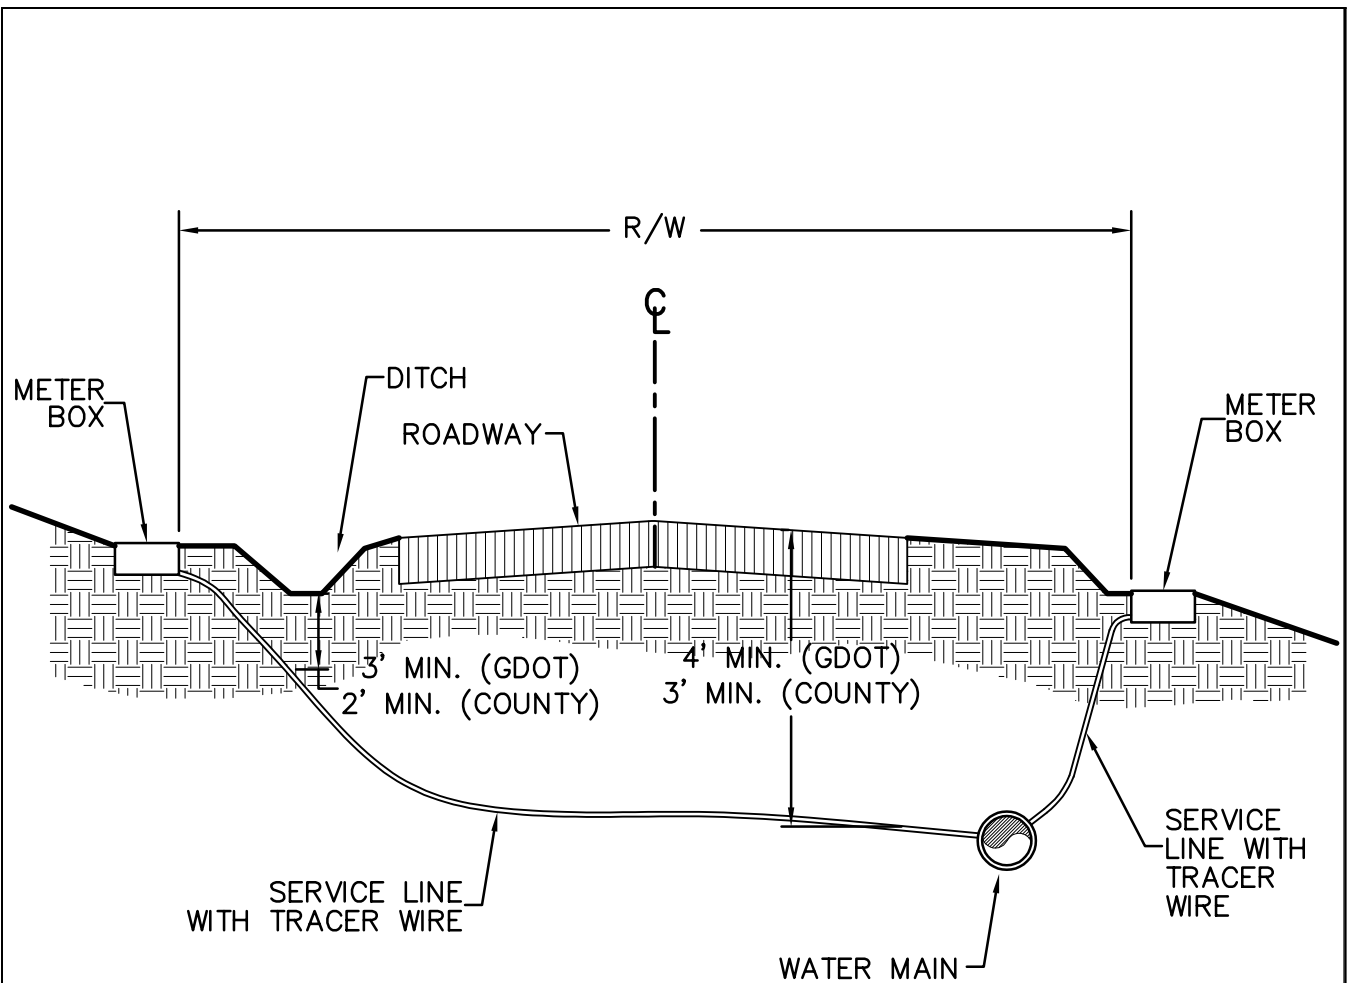 R/W
CL
DITCH
METER
BOX
ROADWAY
METER
BOX
3' MIN. (GDOT)
2' MIN. (COUNTY)
4' MIN. (GDOT)
3' MIN. (COUNTY)
SERVICE LINE
WITH TRACER WIRE
SERVICE
LINE WITH
TRACER
WIRE
WATER MAIN